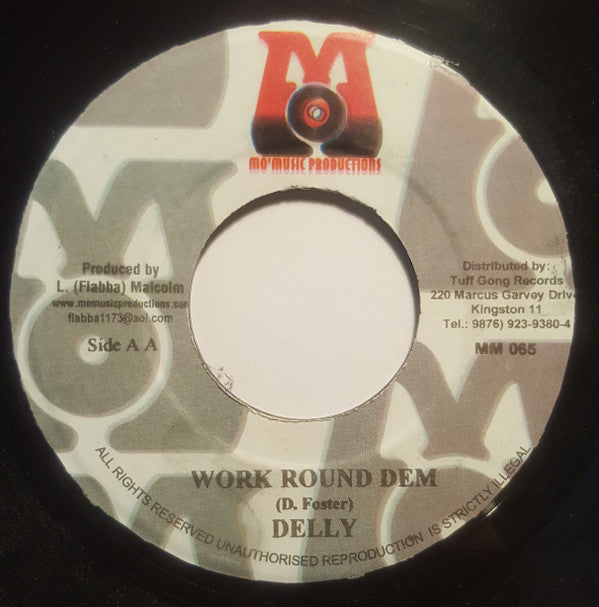 M
MO'MUSIC PRODUCTIONS
Produced by
L. (Flabba) Malcolm
www.momusicproductions.com
flabba1173@aol.com
Side A A
Distributed by:
Tuff Gong Records
220 Marcus Garvey Drive
Kingston 11
Tel.: 9876) 923-9380-4
MM 065
WORK ROUND DEM
(D. Foster)
DELLY
ALL RIGHTS RESERVED UNAUTHORISED REPRODUCTION IS STRICTLY ILLEGAL